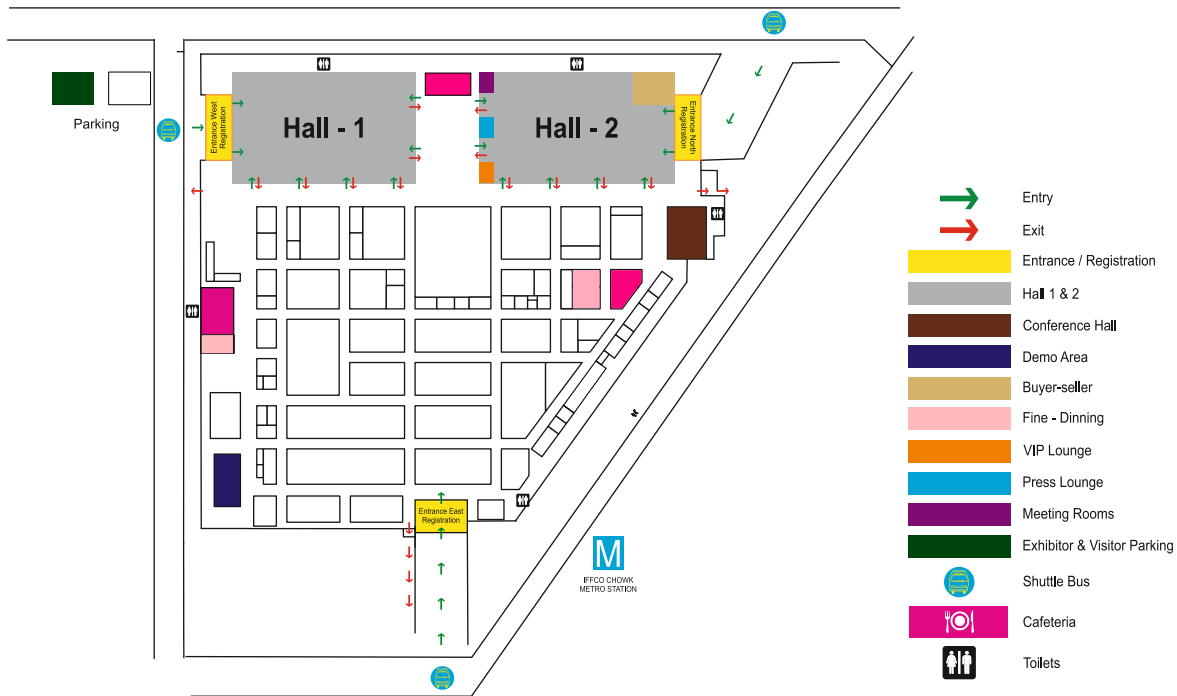 Parking
Entrance West
Registration
Hall - 1
Hall - 2
Entrance North
Registration
Entrance East
Registration
M
IFFCO CHOWK
METRO STATION
Entry
Exit
Entrance / Registration
Hall 1 & 2
Conference Hall
Demo Area
Buyer-seller
Fine - Dinning
VIP Lounge
Press Lounge
Meeting Rooms
Exhibitor & Visitor Parking
Shuttle Bus
Cafeteria
Toilets